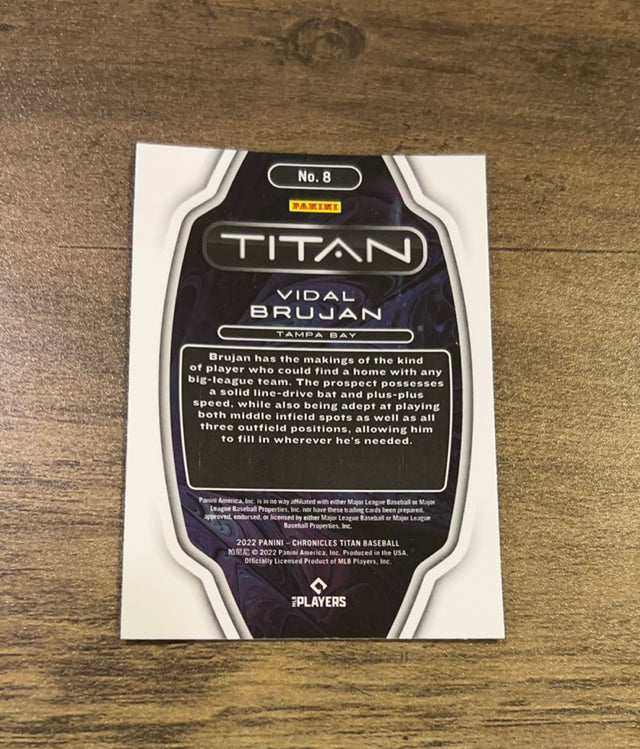 No. 8
PANINI
TITAN
VIDAL
BRUJAN
TAMPA BAY
Brujan has the makings of the kind
of player who could find a home with any
big-league team. The prospect possesses
a solid line-drive bat and plus-plus
speed, while also being adept at playing
both middle infield spots as well as all
three outfield positions, allowing him
to fill in wherever he's needed.
Panini America, Inc. is in no way affiliated with either Major League Baseball or Major
League Baseball Properties, Inc. nor have these trading cards been prepared,
approved, endorsed, or licensed by either Major League Baseball or Major League
Baseball Properties, Inc.
2022 PANINI – CHRONICLES TITAN BASEBALL
帕尼尼 © 2022 Panini America, Inc. Produced in the USA.
Officially Licensed Product of MLB Players, Inc.
MLB PLAYERS